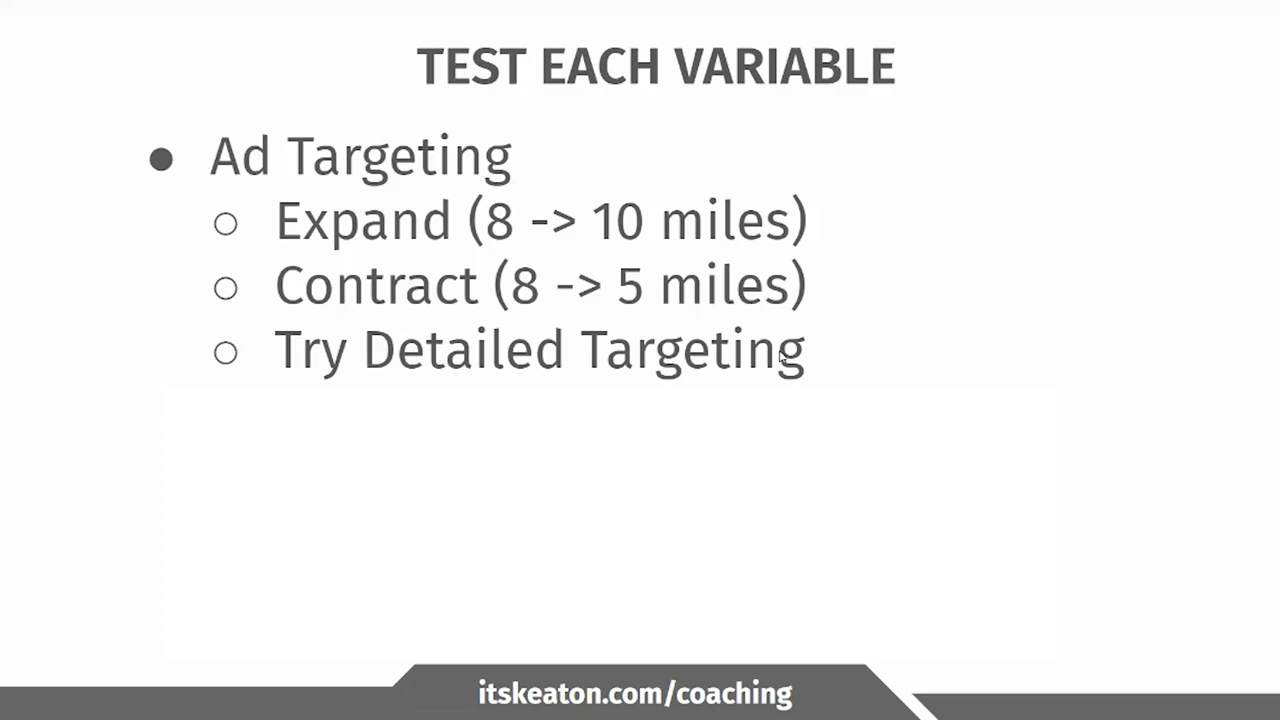 TEST EACH VARIABLE
● Ad Targeting
○ Expand (8 -> 10 miles)
○ Contract (8 -> 5 miles)
○ Try Detailed Targeting
itskeaton.com/coaching